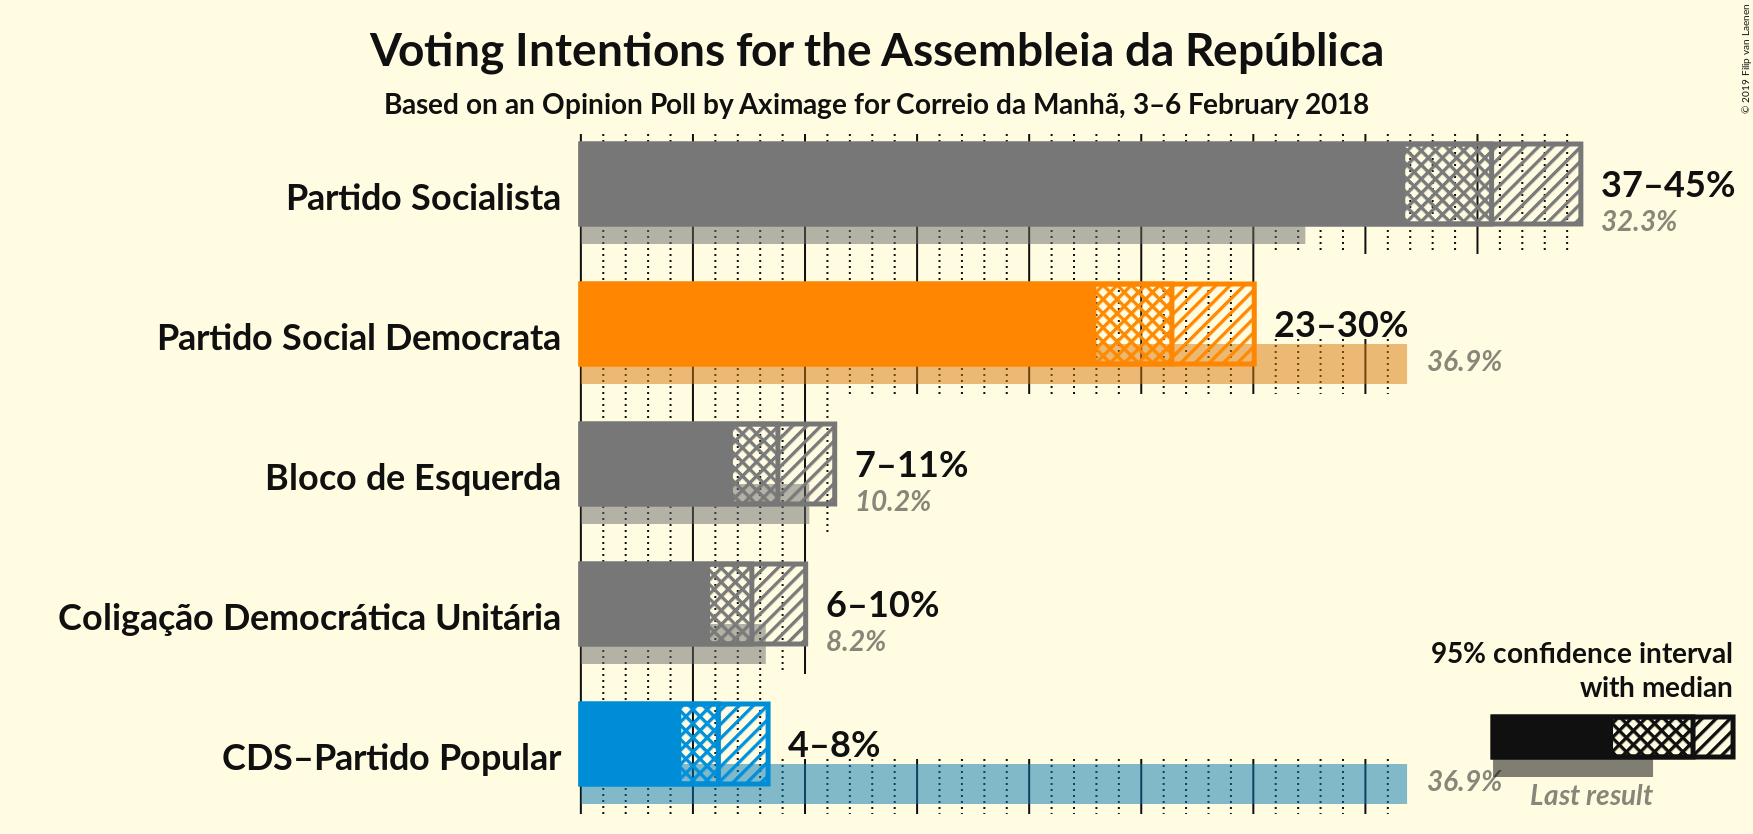 Voting Intentions for the Assembleia da República
Based on an Opinion Poll by Aximage for Correio da Manhã, 3–6 February 2018
© 2019 Filip van Laenen
Partido Socialista
37–45%
32.3%
Partido Social Democrata
23–30%
36.9%
Bloco de Esquerda
7–11%
10.2%
Coligação Democrática Unitária
6–10%
8.2%
CDS–Partido Popular
4–8%
36.9%
95% confidence interval
with median
Last result